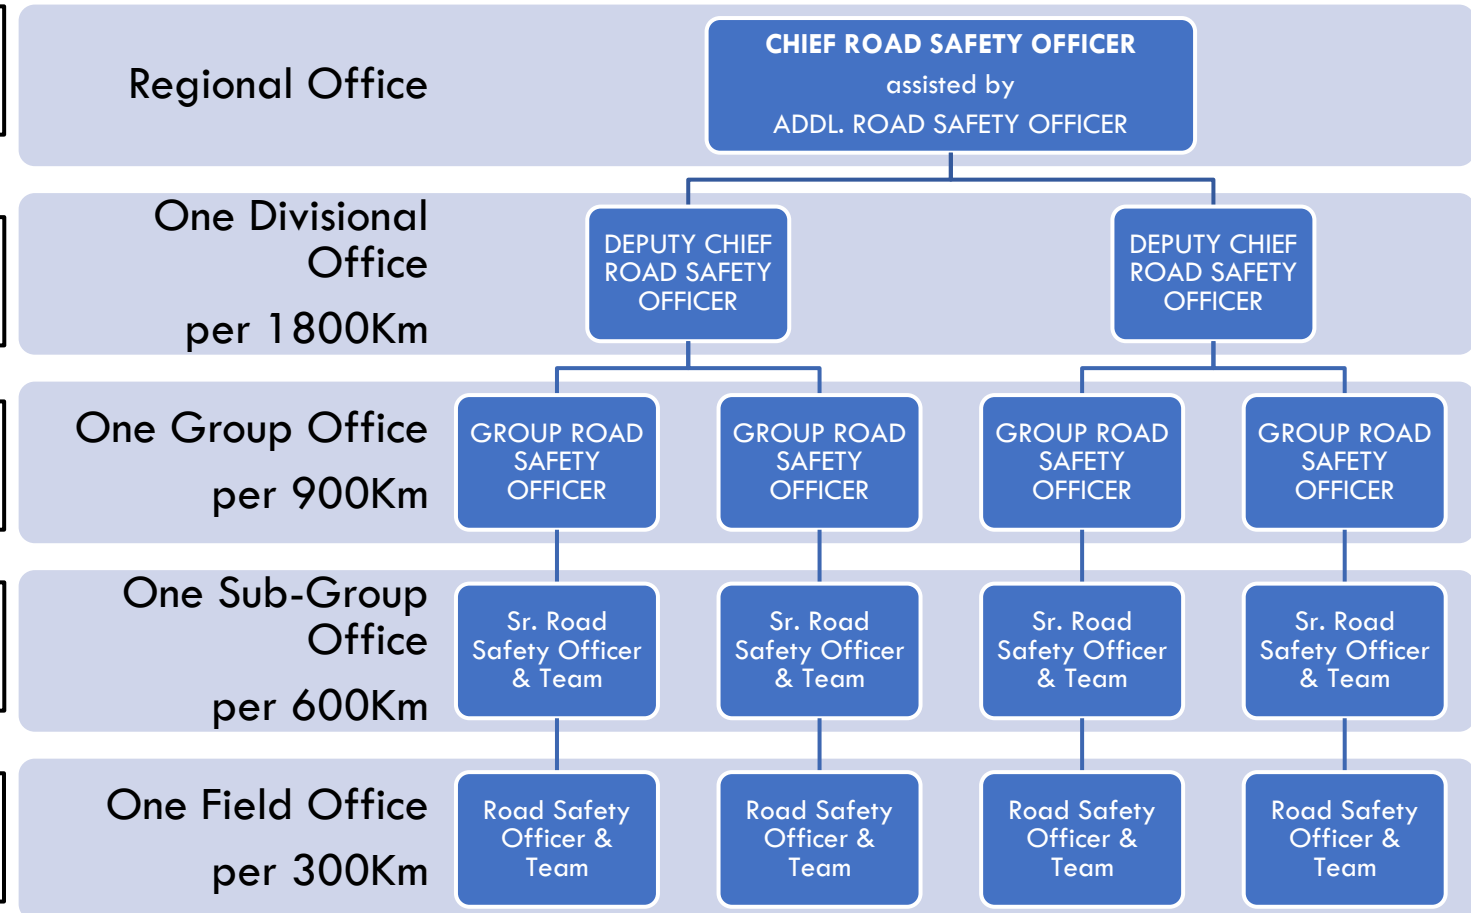 Regional Office
CHIEF ROAD SAFETY OFFICER
assisted by
ADDL. ROAD SAFETY OFFICER
One Divisional
Office
per 1800Km
DEPUTY CHIEF
ROAD SAFETY
OFFICER
DEPUTY CHIEF
ROAD SAFETY
OFFICER
One Group Office
per 900Km
GROUP ROAD
SAFETY
OFFICER
GROUP ROAD
SAFETY
OFFICER
GROUP ROAD
SAFETY
OFFICER
GROUP ROAD
SAFETY
OFFICER
One Sub-Group
Office
per 600Km
Sr. Road
Safety Officer
& Team
Sr. Road
Safety Officer
& Team
Sr. Road
Safety Officer
& Team
Sr. Road
Safety Officer
& Team
One Field Office
per 300Km
Road Safety
Officer &
Team
Road Safety
Officer &
Team
Road Safety
Officer &
Team
Road Safety
Officer &
Team